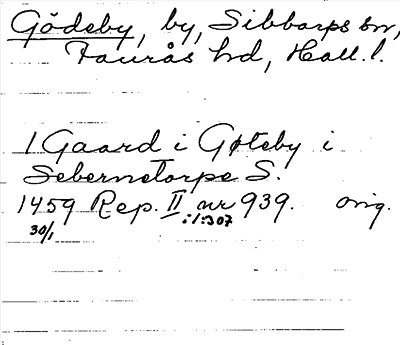 Gödeby, by, Sibbarps sn,
Faurås hd, Hall. l.
1 Gaard i Gøteby i
Sebernetorpe S.
1459 Rep. II nr 939. orig.
30/1 :1:307